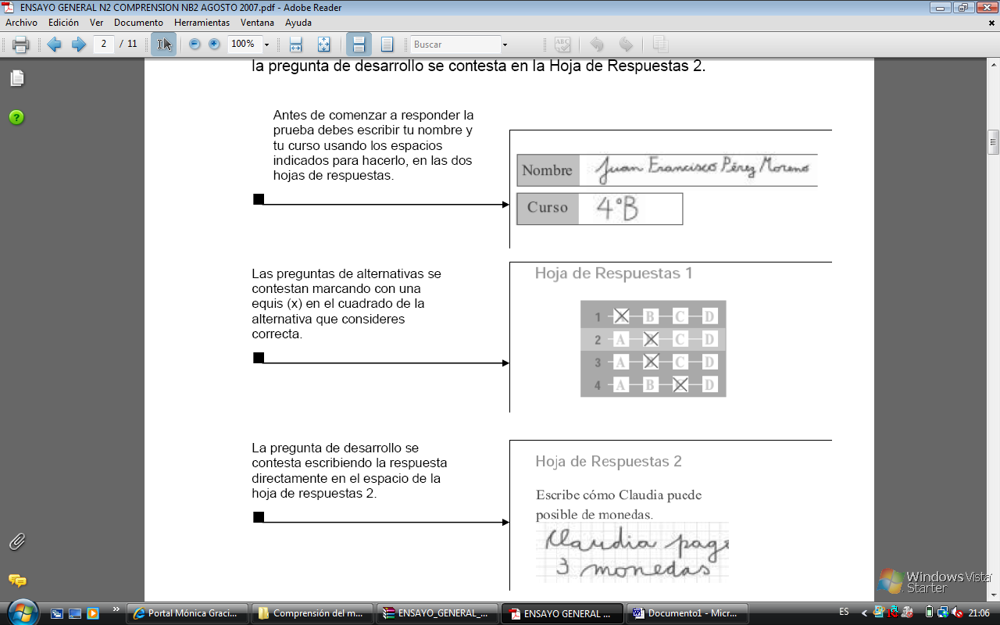 ENSAYO GENERAL N2 COMPRENSION NB2 AGOSTO 2007.pdf - Adobe Reader
Archivo Edición Ver Documento Herramientas Ventana Ayuda
2 / 11 100% Buscar
la pregunta de desarrollo se contesta en la Hoja de Respuestas 2.
Antes de comenzar a responder la
prueba debes escribir tu nombre y
tu curso usando los espacios
indicados para hacerlo, en las dos
hojas de respuestas.
Nombre Juan Francisco Pérez Moreno
Curso 4°B
Las preguntas de alternativas se
contestan marcando con una
equis (x) en el cuadrado de la
alternativa que consideres
correcta.
Hoja de Respuestas 1
1 A B C D
2 A B C D
3 A B C D
4 A B C D
La pregunta de desarrollo se
contesta escribiendo la respuesta
directamente en el espacio de la
hoja de respuestas 2.
Hoja de Respuestas 2
Escribe cómo Claudia puede
posible de monedas.
Claudia pag
3 monedas
Windows Vista
Starter
Portal Mónica Graci... Comprensión del m... ENSAYO_GENERAL_... ENSAYO GENERAL ... Documento1 - Micr... ES 21:06